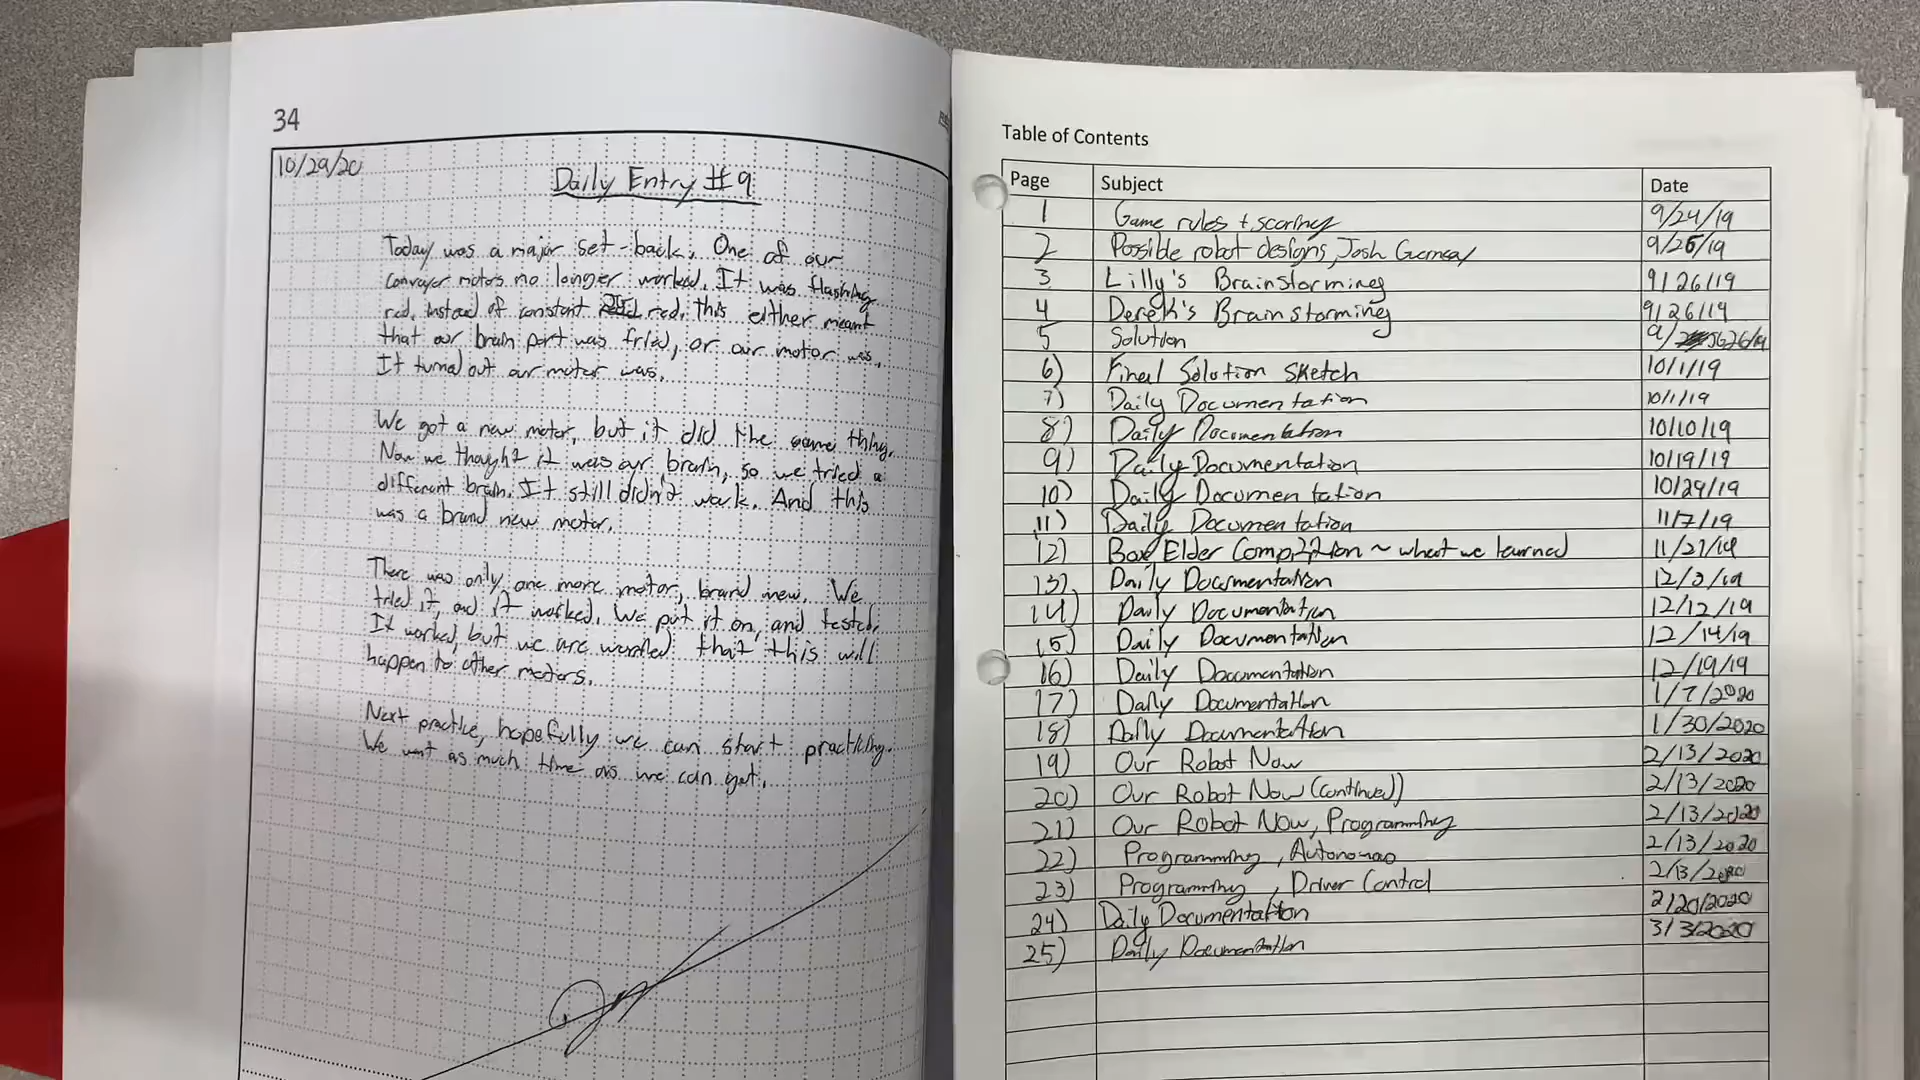 34
10/29/20
Daily Entry #9
Today was a major set-back. One of our
conveyor motors no longer worked. It was flashing
red, instead of constant red. This either meant
that our brain port was fried, or our motor was.
It turned out our motor was.
We got a new motor, but it did the same thing.
Now we thought it was our brain, so we tried a
different brain. It still didn't work. And this
was a brand new motor.
There was only one more motor, brand new. We
tried it, and it worked. We put it on, and tested.
It worked, but we are worried that this will
happen to other motors.
Next practice, hopefully we can start practicing.
We want as much time as we can get.
Table of Contents
Page Subject Date
1 Game rules + scoring 9/24/19
2 Possible robot designs, Josh 9/26/19
3 Lilly's Brainstorming 9/26/19
4 Derek's Brainstorming 9/26/19
5 Solution
6) Final Solution Sketch 10/1/19
7) Daily Documentation 10/1/19
8) Daily Documentation 10/10/19
9) Daily Documentation 10/19/19
10) Daily Documentation 10/29/19
11) Daily Documentation 11/7/19
12) Box Elder ~ what we learned
13) Daily Documentation
14) Daily Documentation 12/12/19
15) Daily Documentation 12/14/19
16) Daily Documentation 12/19/19
17) Daily Documentation 1/7/2020
18) Daily Documentation 1/30/2020
19) Our Robot Now 2/13/2020
20) Our Robot Now (continued) 2/13/2020
21) Our Robot Now, Programming 2/13/2020
22) Programming, 2/13/2020
23) Programming, Driver Control 2/13/2020
24) Daily Documentation 2/20/2020
25) Daily Documentation 3/3/2020